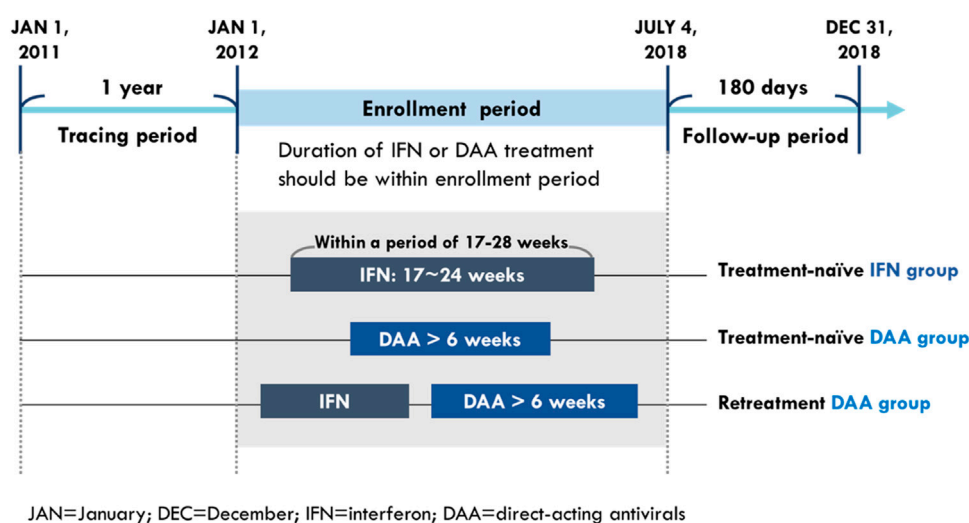 JAN 1,
2011
JAN 1,
2012
JULY 4,
2018
DEC 31,
2018
1 year
Enrollment period
180 days
Tracing period
Follow-up period
Duration of IFN or DAA treatment
should be within enrollment period
Within a period of 17-28 weeks
IFN: 17~24 weeks
Treatment-naïve IFN group
DAA > 6 weeks
Treatment-naïve DAA group
IFN
DAA > 6 weeks
Retreatment DAA group
JAN=January; DEC=December; IFN=interferon; DAA=direct-acting antivirals